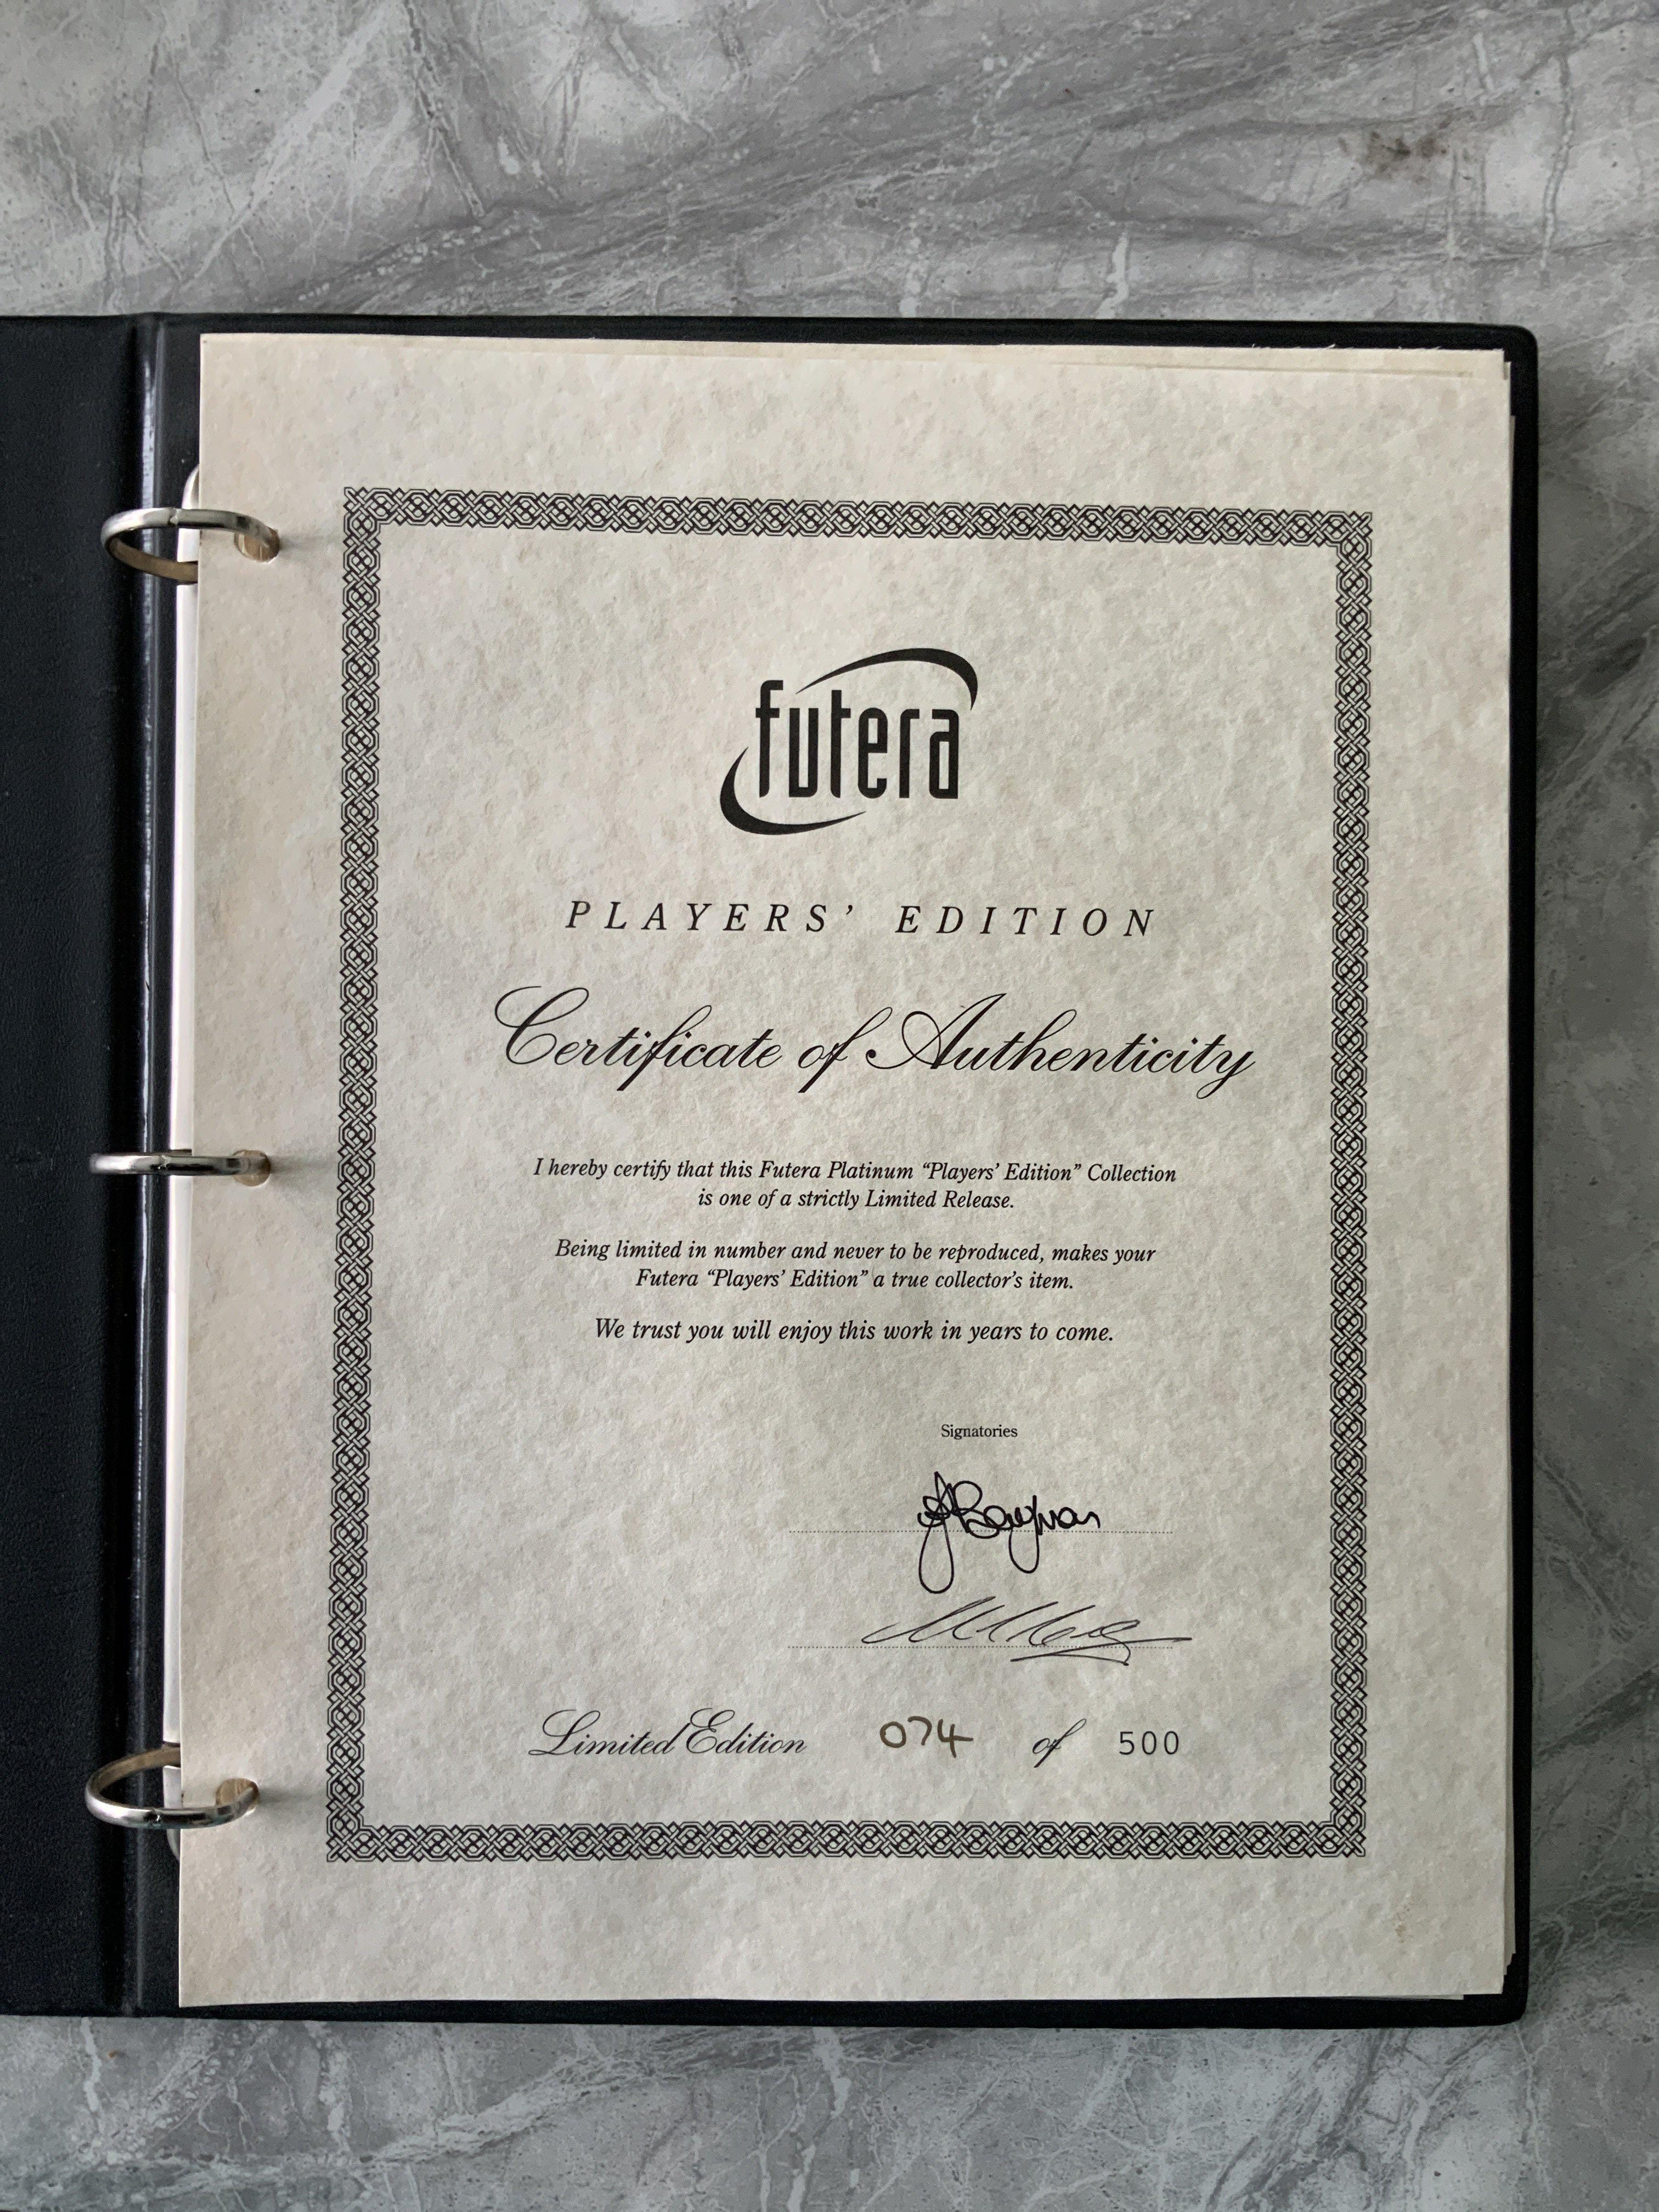 futera
PLAYERS’ EDITION
Certificate of Authenticity
I hereby certify that this Futera Platinum “Players’ Edition” Collection
is one of a strictly Limited Release.
Being limited in number and never to be reproduced, makes your
Futera “Players’ Edition” a true collector’s item.
We trust you will enjoy this work in years to come.
Signatories
Limited Edition 074 of 500